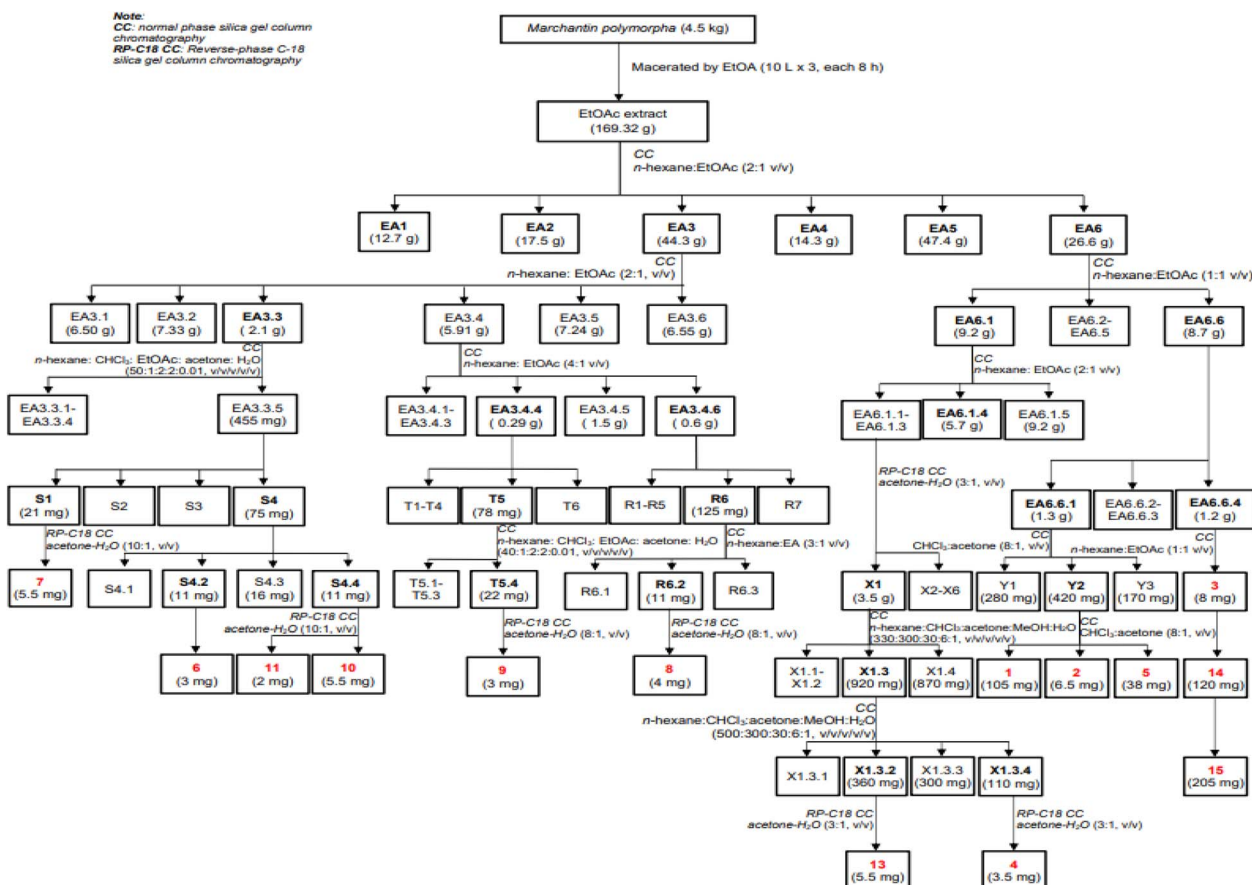 Note:
CC: normal phase silica gel column
chromatography
RP-C18 CC: Reverse-phase C-18
silica gel column chromatography
Marchantin polymorpha (4.5 kg)
Macerated by EtOA (10 L x 3, each 8 h)
EtOAc extract
(169.32 g)
CC
n-hexane:EtOAc (2:1 v/v)
EA1
(12.7 g)
EA2
(17.5 g)
EA3
(44.3 g)
EA4
(14.3 g)
EA5
(47.4 g)
EA6
(26.6 g)
CC
n-hexane: EtOAc (2:1, v/v)
CC
n-hexane:EtOAc (1:1 v/v)
EA3.1
(6.50 g)
EA3.2
(7.33 g)
EA3.3
( 2.1 g)
EA3.4
(5.91 g)
EA3.5
(7.24 g)
EA3.6
(6.55 g)
EA6.1
(9.2 g)
EA6.2-
EA6.5
EA6.6
(8.7 g)
CC
n-hexane: CHCl₃: EtOAc: acetone: H₂O
(50:1:2:2:0.01, v/v/v/v/v)
CC
n-hexane: EtOAc (4:1 v/v)
CC
n-hexane: EtOAc (2:1 v/v)
EA3.3.1-
EA3.3.4
EA3.3.5
(455 mg)
EA3.4.1-
EA3.4.3
EA3.4.4
( 0.29 g)
EA3.4.5
( 1.5 g)
EA3.4.6
( 0.6 g)
EA6.1.1-
EA6.1.3
EA6.1.4
(5.7 g)
EA6.1.5
(9.2 g)
RP-C18 CC
acetone-H₂O (3:1, v/v)
S1
(21 mg)
S2
S3
S4
(75 mg)
T1-T4
T5
(78 mg)
T6
R1-R5
R6
(125 mg)
R7
EA6.6.1
(1.3 g)
EA6.6.2-
EA6.6.3
EA6.6.4
(1.2 g)
RP-C18 CC
acetone-H₂O (10:1, v/v)
CC
n-hexane: CHCl₃: EtOAc: acetone: H₂O
(40:1:2:2:0.01, v/v/v/v/v)
CC
n-hexane:EA (3:1 v/v)
CHCl₃:acetone (8:1, v/v)
CC
n-hexane:EtOAc (1:1 v/v)
CC
7
(5.5 mg)
S4.1
S4.2
(11 mg)
S4.3
(16 mg)
S4.4
(11 mg)
T5.1-
T5.3
T5.4
(22 mg)
R6.1
R6.2
(11 mg)
R6.3
X1
(3.5 g)
X2-X6
Y1
(280 mg)
Y2
(420 mg)
Y3
(170 mg)
3
(8 mg)
RP-C18 CC
acetone-H₂O (10:1, v/v)
RP-C18 CC
acetone-H₂O (8:1, v/v)
RP-C18 CC
acetone-H₂O (8:1, v/v)
CC
n-hexane:CHCl₃:acetone:MeOH:H₂O
(330:300:30:6:1, v/v/v/v/v)
CC
CHCl₃:acetone (8:1, v/v)
6
(3 mg)
11
(2 mg)
10
(5.5 mg)
9
(3 mg)
8
(4 mg)
X1.1-
X1.2
X1.3
(920 mg)
X1.4
(870 mg)
1
(105 mg)
2
(6.5 mg)
5
(38 mg)
14
(120 mg)
CC
n-hexane:CHCl₃:acetone:MeOH:H₂O
(500:300:30:6:1, v/v/v/v/v)
X1.3.1
X1.3.2
(360 mg)
X1.3.3
(300 mg)
X1.3.4
(110 mg)
15
(205 mg)
RP-C18 CC
acetone-H₂O (3:1, v/v)
RP-C18 CC
acetone-H₂O (3:1, v/v)
13
(5.5 mg)
4
(3.5 mg)